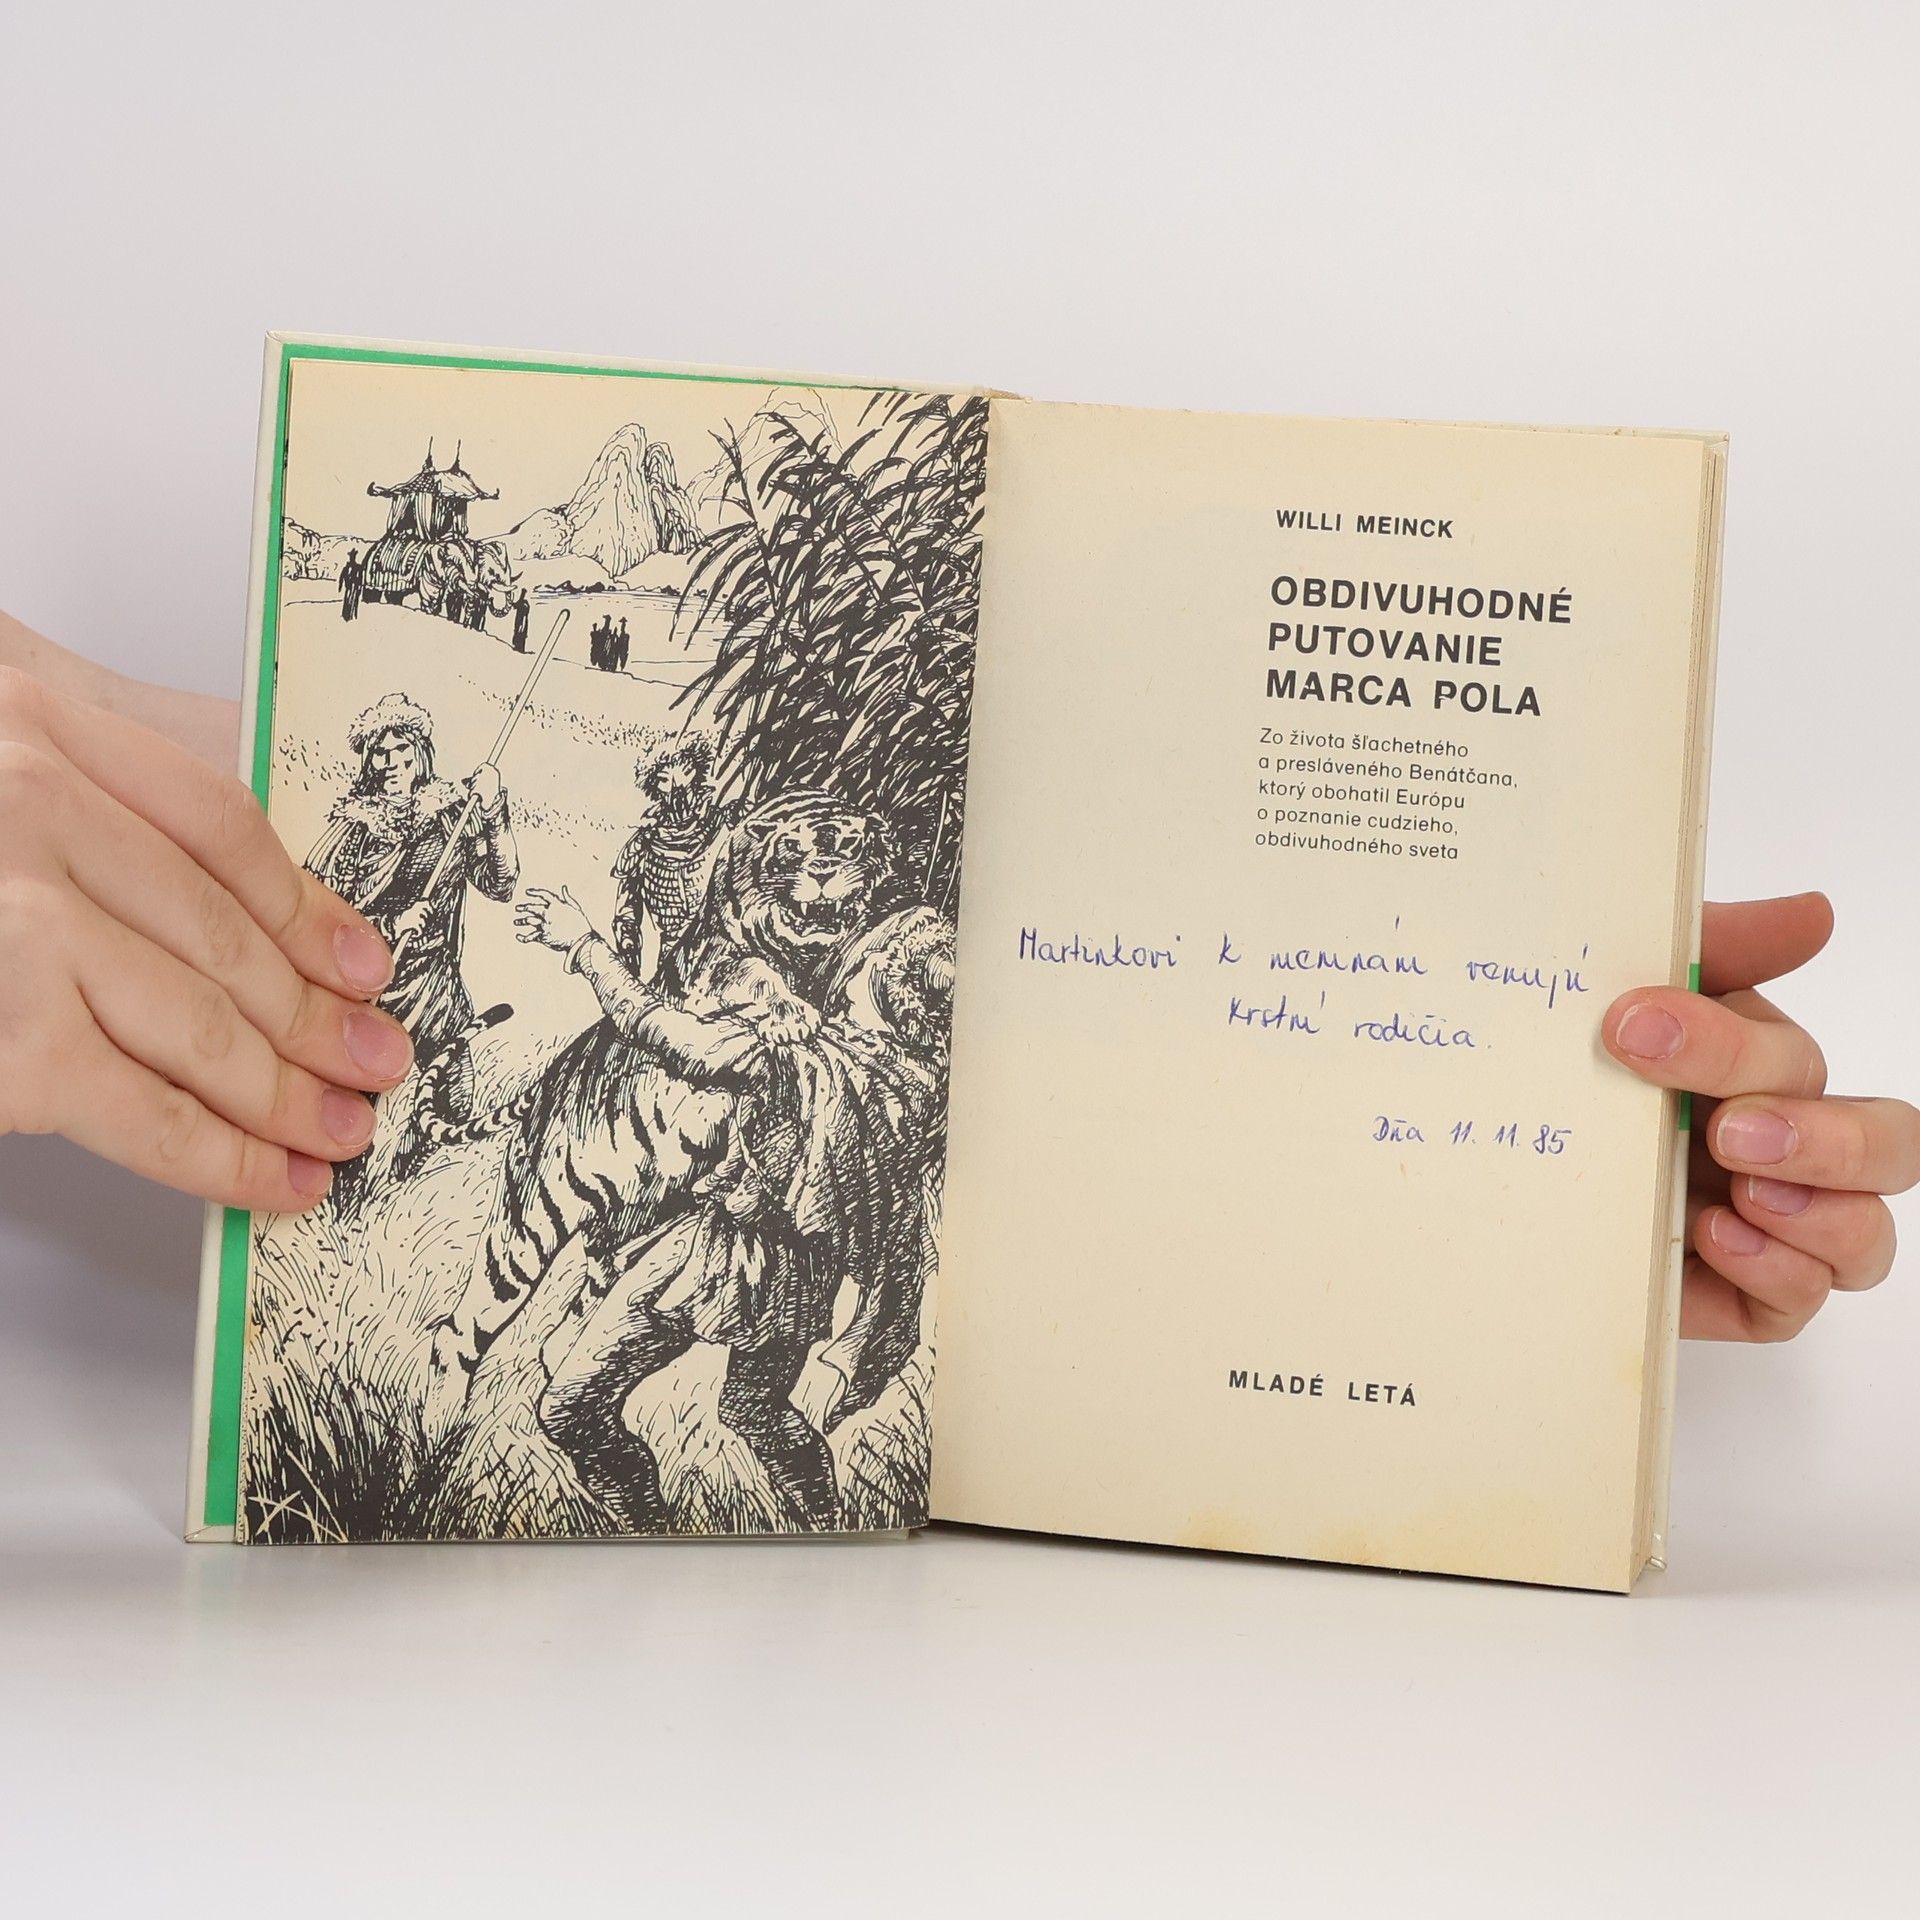 WILLI MEINCK
OBDIVUHODNÉ
PUTOVANIE
MARCA POLA
Zo života šľachetného
a presláveného Benátčana,
ktorý obohatil Európu
o poznanie cudzieho,
obdivuhodného sveta
Martinkovi k meninám venujú
Krstní rodičia.
Dňa 11. 11. 85
MLADÉ LETÁ